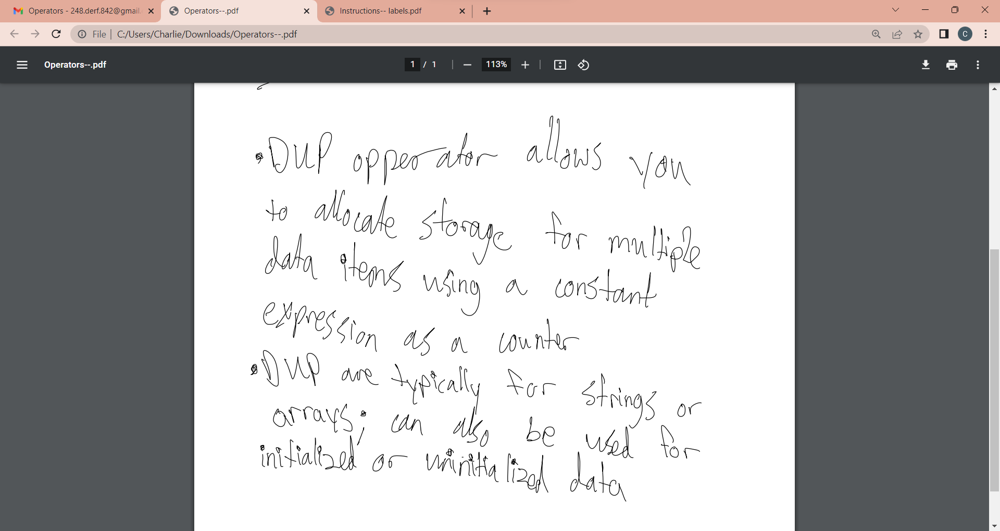 Operators - 248.derf.842@gmail.
Operators--.pdf
Instructions-- labels.pdf
File
C:/Users/Charlie/Downloads/Operators--.pdf
C
Operators--.pdf
1 / 1
113%
•DUP opperator allows you
to allocate storage for multiple
data items using a constant
expression as a counter
•DUP are typically for strings or
arrays; can also be used for
initialized or uninitialized data